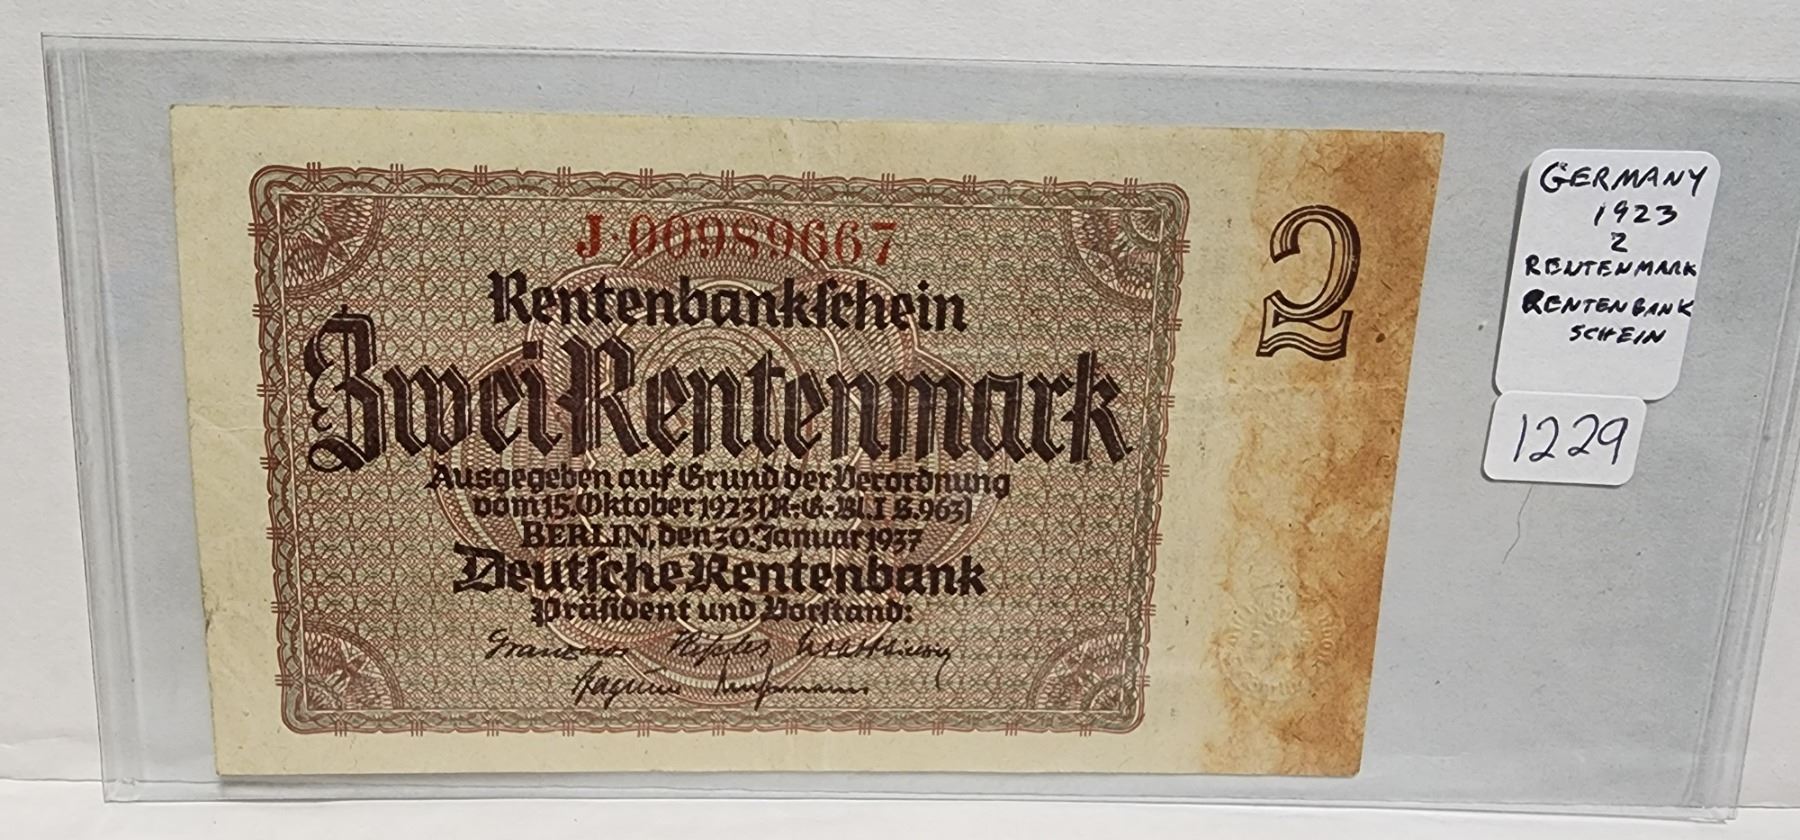 J·00989667
Rentenbankschein
2
Zwei Rentenmark
Ausgegeben auf Grund der Verordnung
vom 15. Oktober 1923 (R.-G.-Bl. I S. 963)
BERLIN, den 30. Januar 1937
Deutsche Rentenbank
Präsident und Vorstand:
GERMANY
1923
2
RENTENMARK
RENTENBANK
SCHEIN
1229